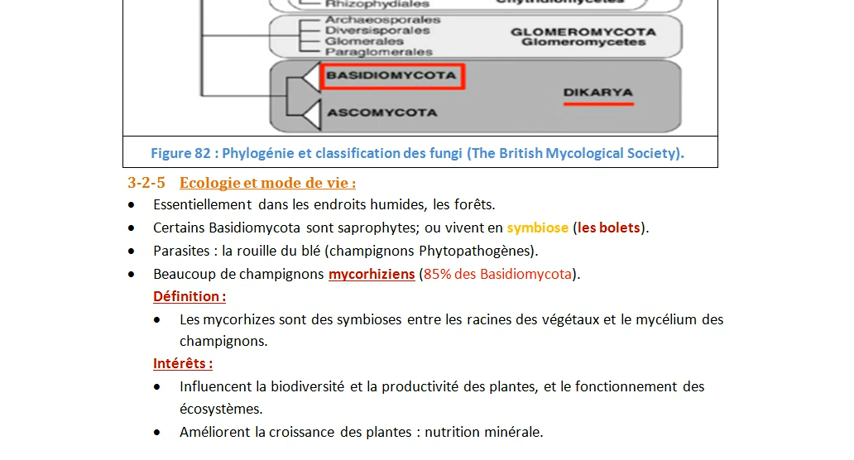 Rhizophydiales
Chytridiomycetes
Archaeosporales
Diversisporales
Glomerales
Paraglomerales
GLOMEROMYCOTA
Glomeromycetes
BASIDIOMYCOTA
DIKARYA
ASCOMYCOTA
Figure 82 : Phylogénie et classification des fungi (The British Mycological Society).
3-2-5 Ecologie et mode de vie :
• Essentiellement dans les endroits humides, les forêts.
• Certains Basidiomycota sont saprophytes; ou vivent en symbiose (les bolets).
• Parasites : la rouille du blé (champignons Phytopathogènes).
• Beaucoup de champignons mycorhiziens (85% des Basidiomycota).
Définition :
• Les mycorhizes sont des symbioses entre les racines des végétaux et le mycélium des
champignons.
Intérêts :
• Influencent la biodiversité et la productivité des plantes, et le fonctionnement des
écosystèmes.
• Améliorent la croissance des plantes : nutrition minérale.